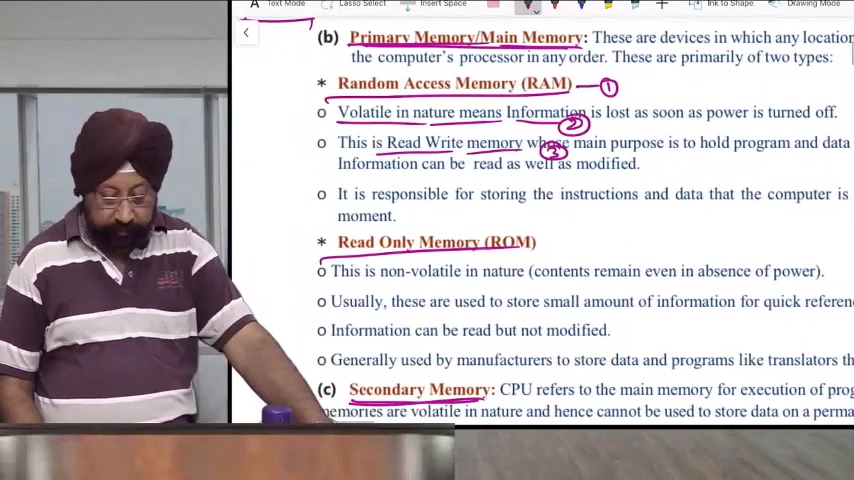 A Text Mode Lasso Select Insert Space Ink to Shape Drawing Mode
(b) Primary Memory/Main Memory: These are devices in which any location
the computer's processor in any order. These are primarily of two types:
* Random Access Memory (RAM) 1
o Volatile in nature means Information is lost as soon as power is turned off.
2
o This is Read Write memory whose main purpose is to hold program and data
3
Information can be read as well as modified.
o It is responsible for storing the instructions and data that the computer is
moment.
* Read Only Memory (ROM)
o This is non-volatile in nature (contents remain even in absence of power).
o Usually, these are used to store small amount of information for quick
o Information can be read but not modified.
o Generally used by manufacturers to store data and programs like translators
(c) Secondary Memory: CPU refers to the main memory for execution of
memories are volatile in nature and hence cannot be used to store data on a